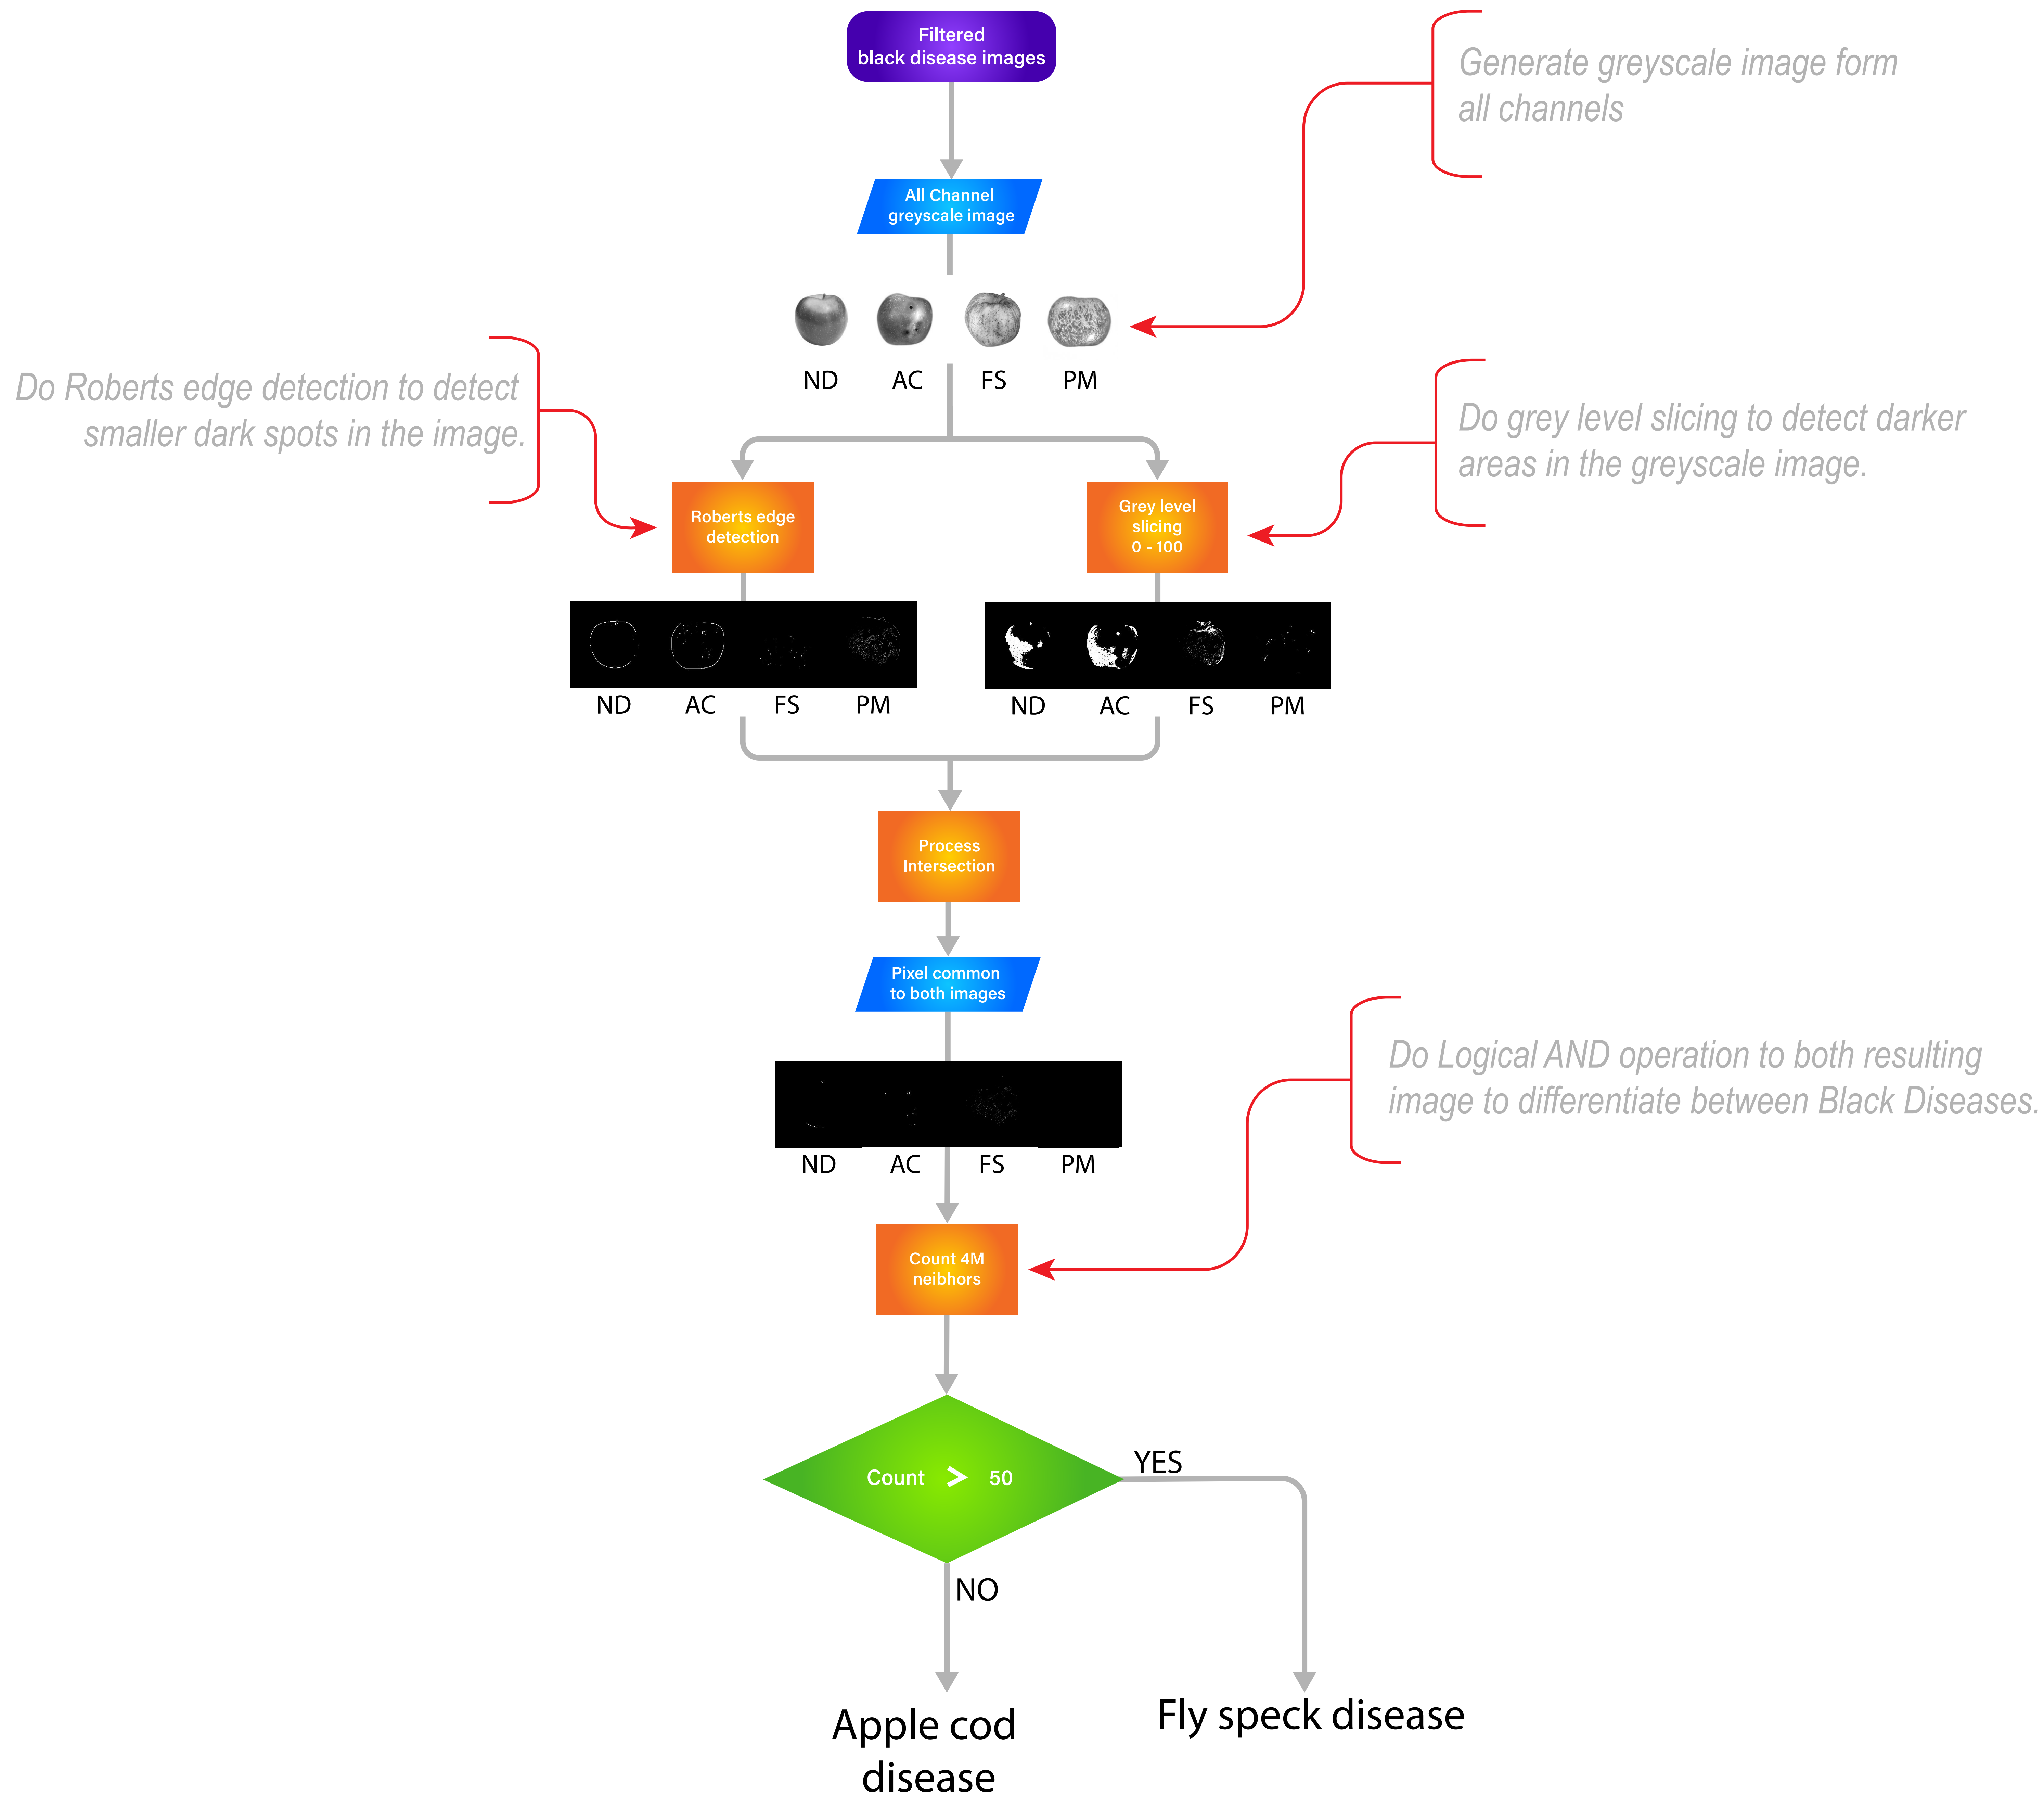 Filtered
black disease images
Generate greyscale image form
all channels
All Channel
greyscale image
ND AC FS PM
Do Roberts edge detection to detect
smaller dark spots in the image.
Do grey level slicing to detect darker
areas in the greyscale image.
Roberts edge
detection
Grey level
slicing
0 - 100
ND AC FS PM
ND AC FS PM
Process
Intersection
Pixel common
to both images
Do Logical AND operation to both resulting
image to differentiate between Black Diseases.
ND AC FS PM
Count 4M
neibhors
Count > 50
YES
NO
Apple cod
disease
Fly speck disease